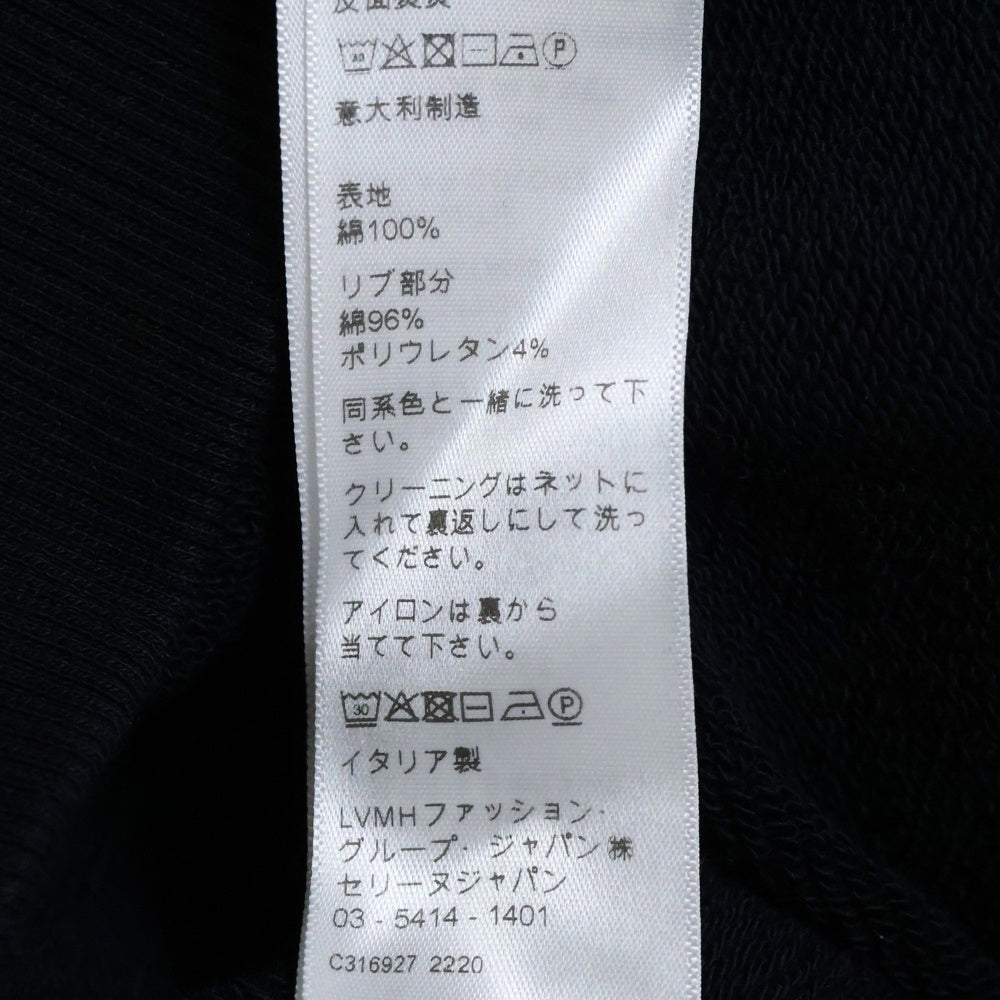 意大利制造
表地
綿100%
リブ部分
綿96%
ポリウレタン4%
同系色と一緒に洗って下
さい。
クリーニングはネットに
入れて裏返しにして洗っ
てください。
アイロンは裏から
当てて下さい。
30
P
イタリア製
LVMHファッション・
グループ・ジャパン㈱
セリーヌジャパン
03 - 5414 - 1401
C316927 2220